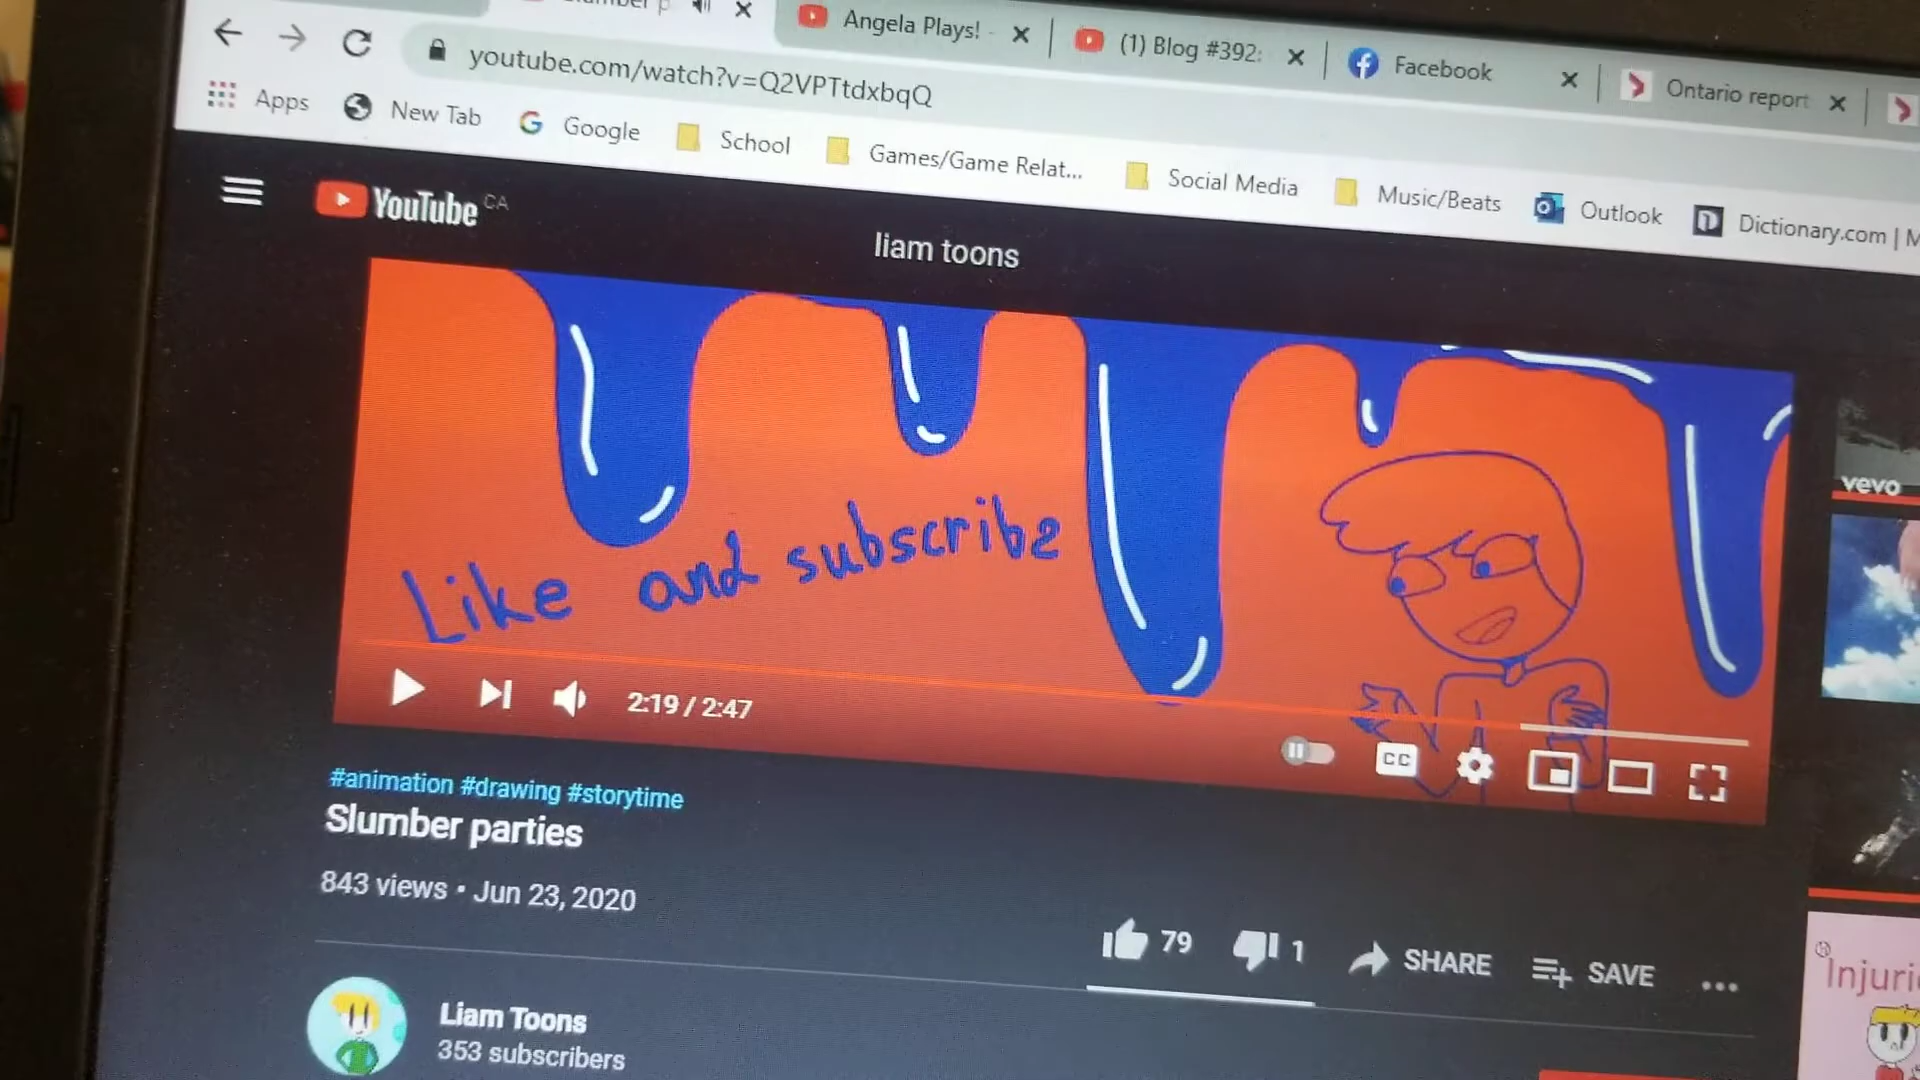 Angela Plays! -
(1) Blog #392:
Facebook
Ontario report
youtube.com/watch?v=Q2VPTtdxbqQ
Apps
New Tab
Google
School
Games/Game Relat...
Social Media
Music/Beats
Outlook
Dictionary.com | M
YouTube CA
liam toons
Like and subscribe
vevo
2:19 / 2:47
CC
#animation #drawing #storytime
Slumber parties
843 views • Jun 23, 2020
79
1
SHARE
SAVE
Liam Toons
353 subscribers